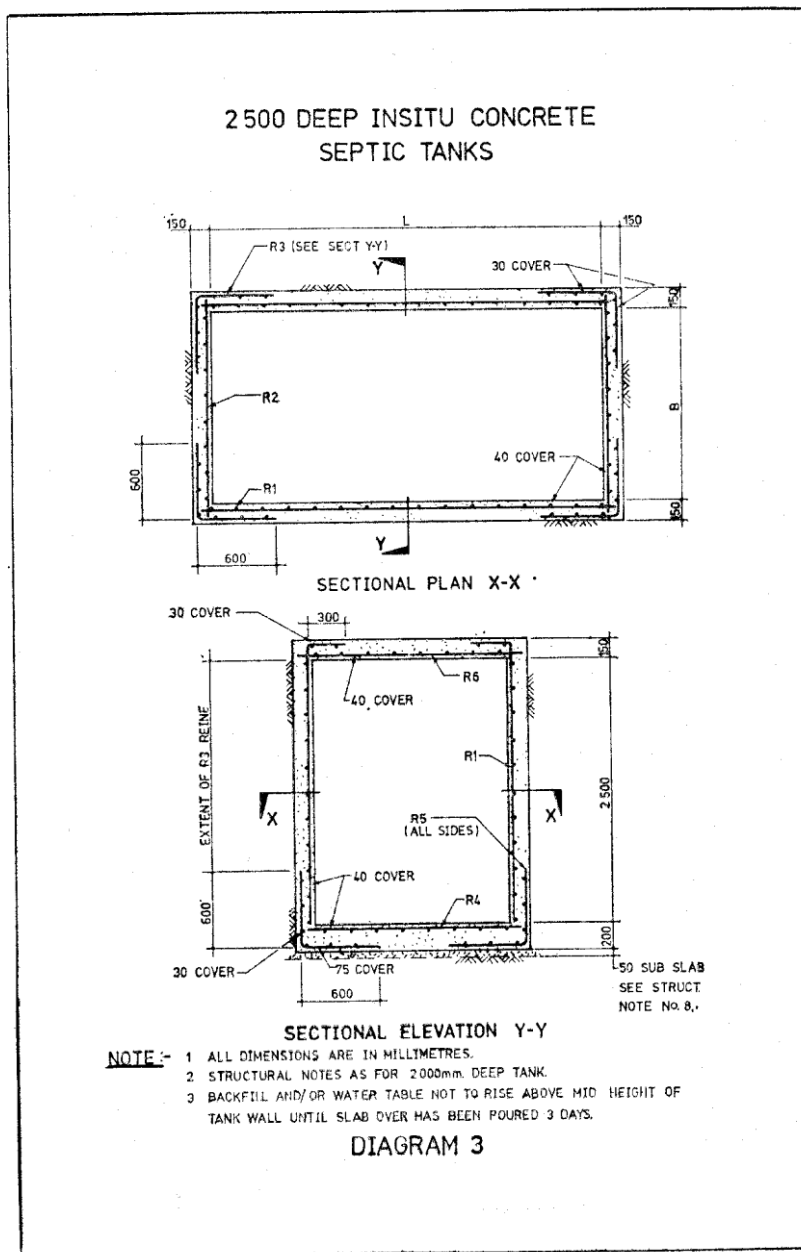 2500 DEEP INSITU CONCRETE
SEPTIC TANKS
150
L
150
R3 (SEE SECT Y-Y)
Y
30 COVER
150
R2
B
600
40 COVER
R1
150
Y
600
SECTIONAL PLAN X-X
30 COVER
300
150
R6
40 COVER
EXTENT OF R3 REINF
R1
2500
X
X
R5
(ALL SIDES)
40 COVER
R4
600
200
30 COVER
75 COVER
600
50 SUB SLAB
SEE STRUCT
NOTE No. 8.
SECTIONAL ELEVATION Y-Y
NOTE:- 1 ALL DIMENSIONS ARE IN MILLIMETRES.
2 STRUCTURAL NOTES AS FOR 2000mm. DEEP TANK.
3 BACKFILL AND/OR WATER TABLE NOT TO RISE ABOVE MID HEIGHT OF
TANK WALL UNTIL SLAB OVER HAS BEEN POURED 3 DAYS.
DIAGRAM 3